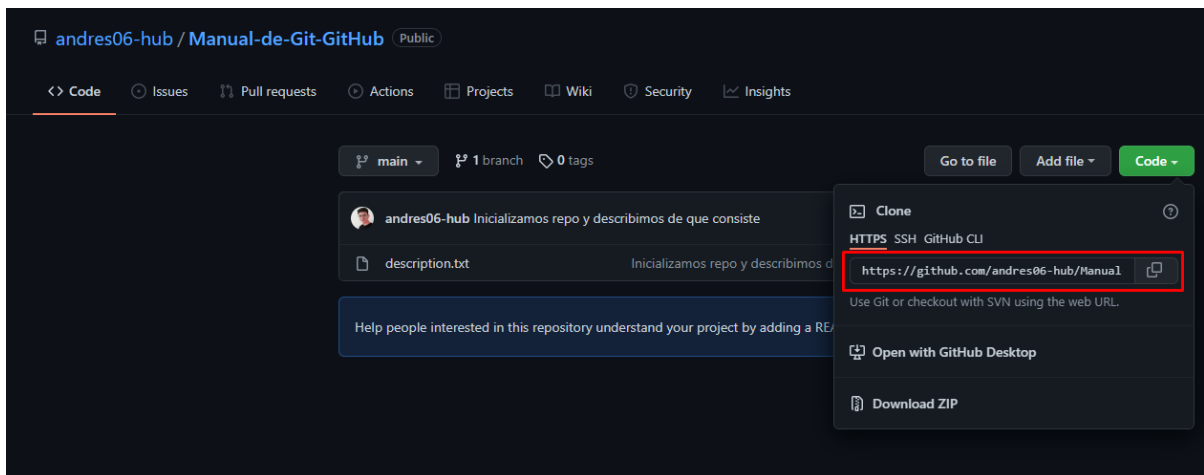 andres06-hub / Manual-de-Git-GitHub Public
Code Issues Pull requests Actions Projects Wiki Security Insights
main 1 branch 0 tags Go to file Add file Code
andres06-hub Inicializamos repo y describimos de que consiste
description.txt Inicializamos repo y describimos d
Help people interested in this repository understand your project by adding a RE
Clone
HTTPS SSH GitHub CLI
https://github.com/andres06-hub/Manual
Use Git or checkout with SVN using the web URL.
Open with GitHub Desktop
Download ZIP